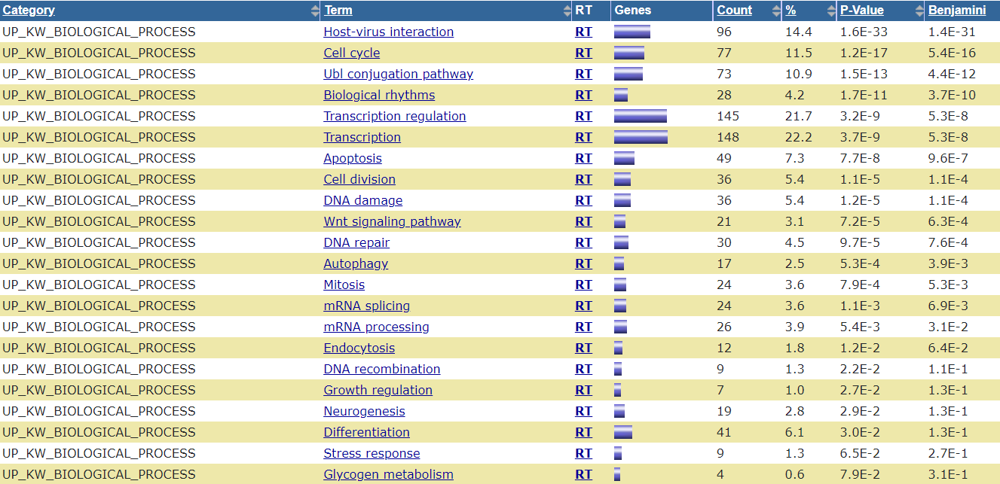 Category Term RT Genes Count % P-Value Benjamini
UP_KW_BIOLOGICAL_PROCESS Host-virus interaction RT 96 14.4 1.6E-33 1.4E-31
UP_KW_BIOLOGICAL_PROCESS Cell cycle RT 77 11.5 1.2E-17 5.4E-16
UP_KW_BIOLOGICAL_PROCESS Ubl conjugation pathway RT 73 10.9 1.5E-13 4.4E-12
UP_KW_BIOLOGICAL_PROCESS Biological rhythms RT 28 4.2 1.7E-11 3.7E-10
UP_KW_BIOLOGICAL_PROCESS Transcription regulation RT 145 21.7 3.2E-9 5.3E-8
UP_KW_BIOLOGICAL_PROCESS Transcription RT 148 22.2 3.7E-9 5.3E-8
UP_KW_BIOLOGICAL_PROCESS Apoptosis RT 49 7.3 7.7E-8 9.6E-7
UP_KW_BIOLOGICAL_PROCESS Cell division RT 36 5.4 1.1E-5 1.1E-4
UP_KW_BIOLOGICAL_PROCESS DNA damage RT 36 5.4 1.2E-5 1.1E-4
UP_KW_BIOLOGICAL_PROCESS Wnt signaling pathway RT 21 3.1 7.2E-5 6.3E-4
UP_KW_BIOLOGICAL_PROCESS DNA repair RT 30 4.5 9.7E-5 7.6E-4
UP_KW_BIOLOGICAL_PROCESS Autophagy RT 17 2.5 5.3E-4 3.9E-3
UP_KW_BIOLOGICAL_PROCESS Mitosis RT 24 3.6 7.9E-4 5.3E-3
UP_KW_BIOLOGICAL_PROCESS mRNA splicing RT 24 3.6 1.1E-3 6.9E-3
UP_KW_BIOLOGICAL_PROCESS mRNA processing RT 26 3.9 5.4E-3 3.1E-2
UP_KW_BIOLOGICAL_PROCESS Endocytosis RT 12 1.8 1.2E-2 6.4E-2
UP_KW_BIOLOGICAL_PROCESS DNA recombination RT 9 1.3 2.2E-2 1.1E-1
UP_KW_BIOLOGICAL_PROCESS Growth regulation RT 7 1.0 2.7E-2 1.3E-1
UP_KW_BIOLOGICAL_PROCESS Neurogenesis RT 19 2.8 2.9E-2 1.3E-1
UP_KW_BIOLOGICAL_PROCESS Differentiation RT 41 6.1 3.0E-2 1.3E-1
UP_KW_BIOLOGICAL_PROCESS Stress response RT 9 1.3 6.5E-2 2.7E-1
UP_KW_BIOLOGICAL_PROCESS Glycogen metabolism RT 4 0.6 7.9E-2 3.1E-1